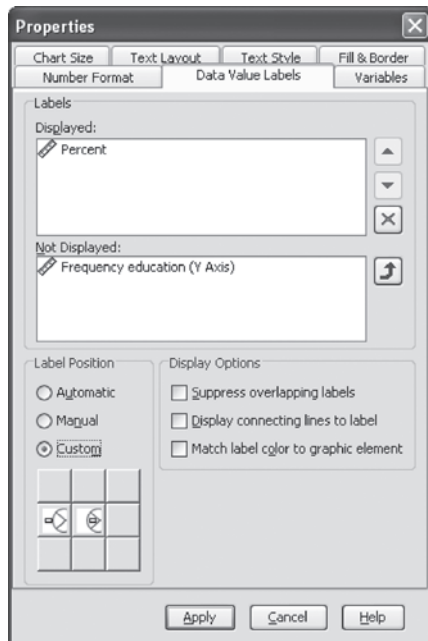 Properties
Chart Size Text Layout Text Style Fill & Border
Number Format Data Value Labels Variables
Labels
Displayed:
Percent
Not Displayed:
Frequency education (Y Axis)
Label Position
Automatic
Manual
Custom
Display Options
Suppress overlapping labels
Display connecting lines to label
Match label color to graphic element
Apply Cancel Help